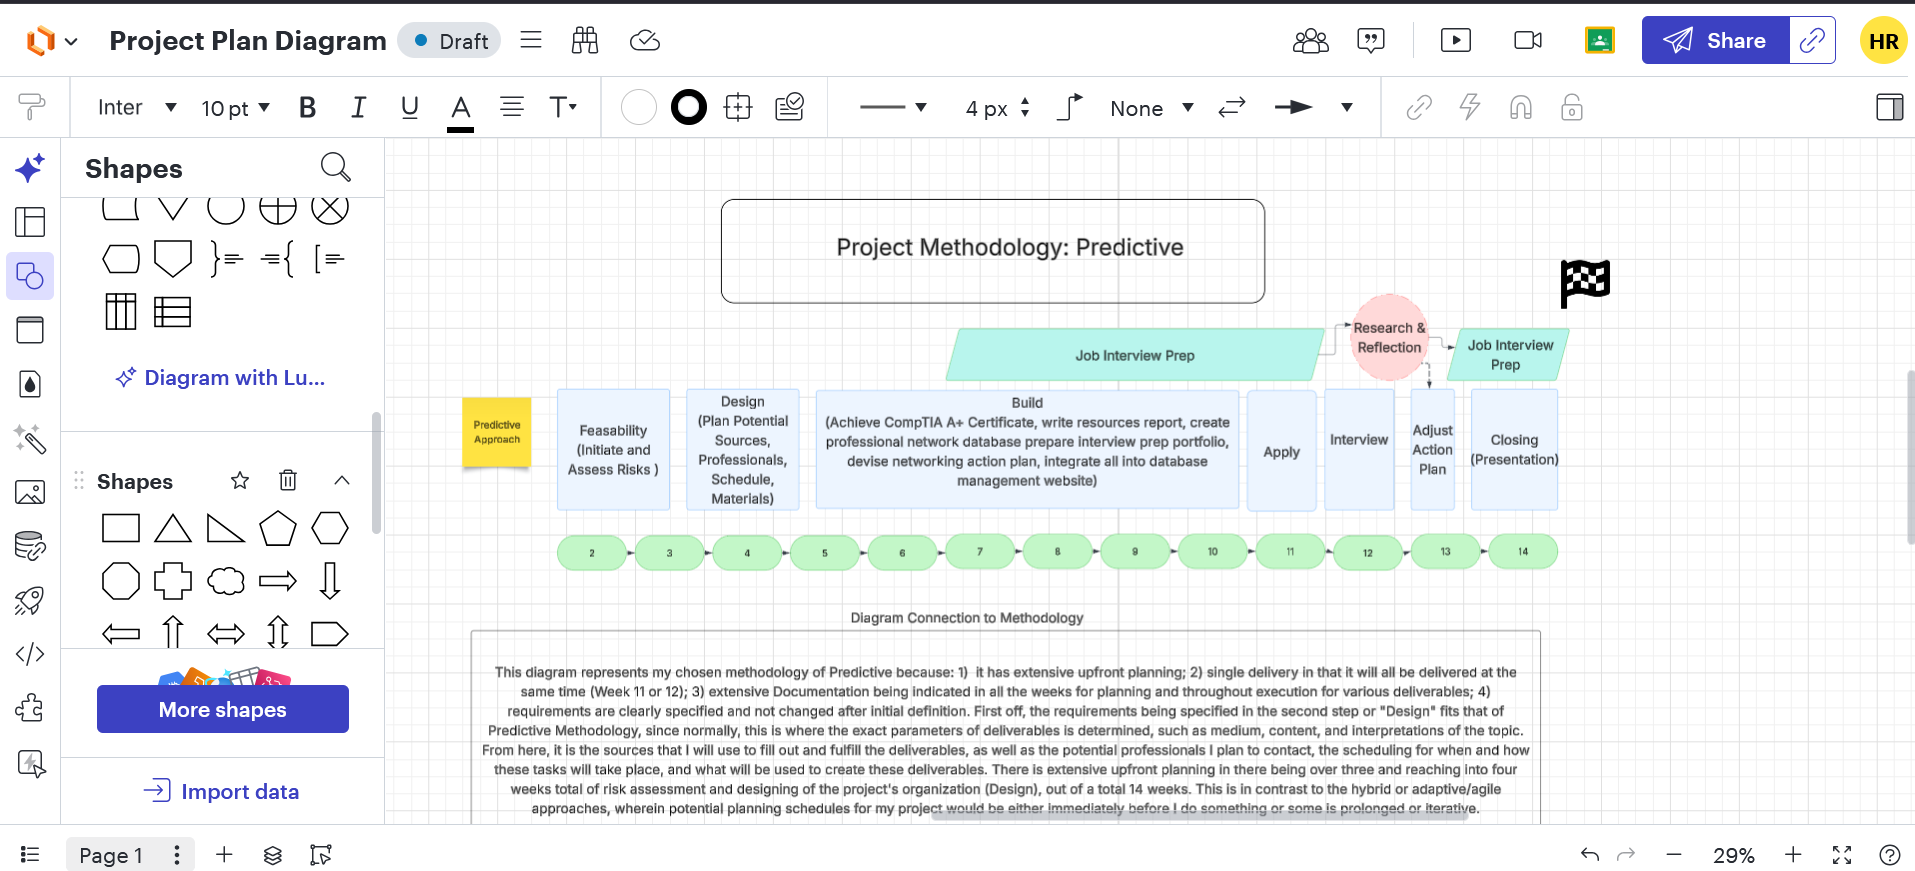 Project Plan Diagram
Draft
Share
HR
Inter
10 pt
B
I
U
A
T
4 px
None
Shapes
Diagram with Lu...
Shapes
More shapes
Import data
Project Methodology: Predictive
Job Interview Prep
Research &
Reflection
Job Interview
Prep
Predictive
Approach
Feasability
(Initiate and
Assess Risks )
Design
(Plan Potential
Sources,
Professionals,
Schedule,
Materials)
Build
(Achieve CompTIA A+ Certificate, write resources report, create
professional network database prepare interview prep portfolio,
devise networking action plan, integrate all into database
management website)
Apply
Interview
Adjust
Action
Plan
Closing
(Presentation)
2
3
4
5
6
7
8
9
10
11
12
13
14
Diagram Connection to Methodology
This diagram represents my chosen methodology of Predictive because: 1)  it has extensive upfront planning; 2) single delivery in that it will all be delivered at the
same time (Week 11 or 12); 3) extensive Documentation being indicated in all the weeks for planning and throughout execution for various deliverables; 4)
requirements are clearly specified and not changed after initial definition. First off, the requirements being specified in the second step or "Design" fits that of
Predictive Methodology, since normally, this is where the exact parameters of deliverables is determined, such as medium, content, and interpretations of the topic.
From here, it is the sources that I will use to fill out and fulfill the deliverables, as well as the potential professionals I plan to contact, the scheduling for when and how
these tasks will take place, and what will be used to create these deliverables. There is extensive upfront planning in there being over three and reaching into four
weeks total of risk assessment and designing of the project's organization (Design), out of a total 14 weeks. This is in contrast to the hybrid or adaptive/agile
approaches, wherein potential planning schedules for my project would be either immediately before I do something or some is prolonged or iterative.
Page 1
29%